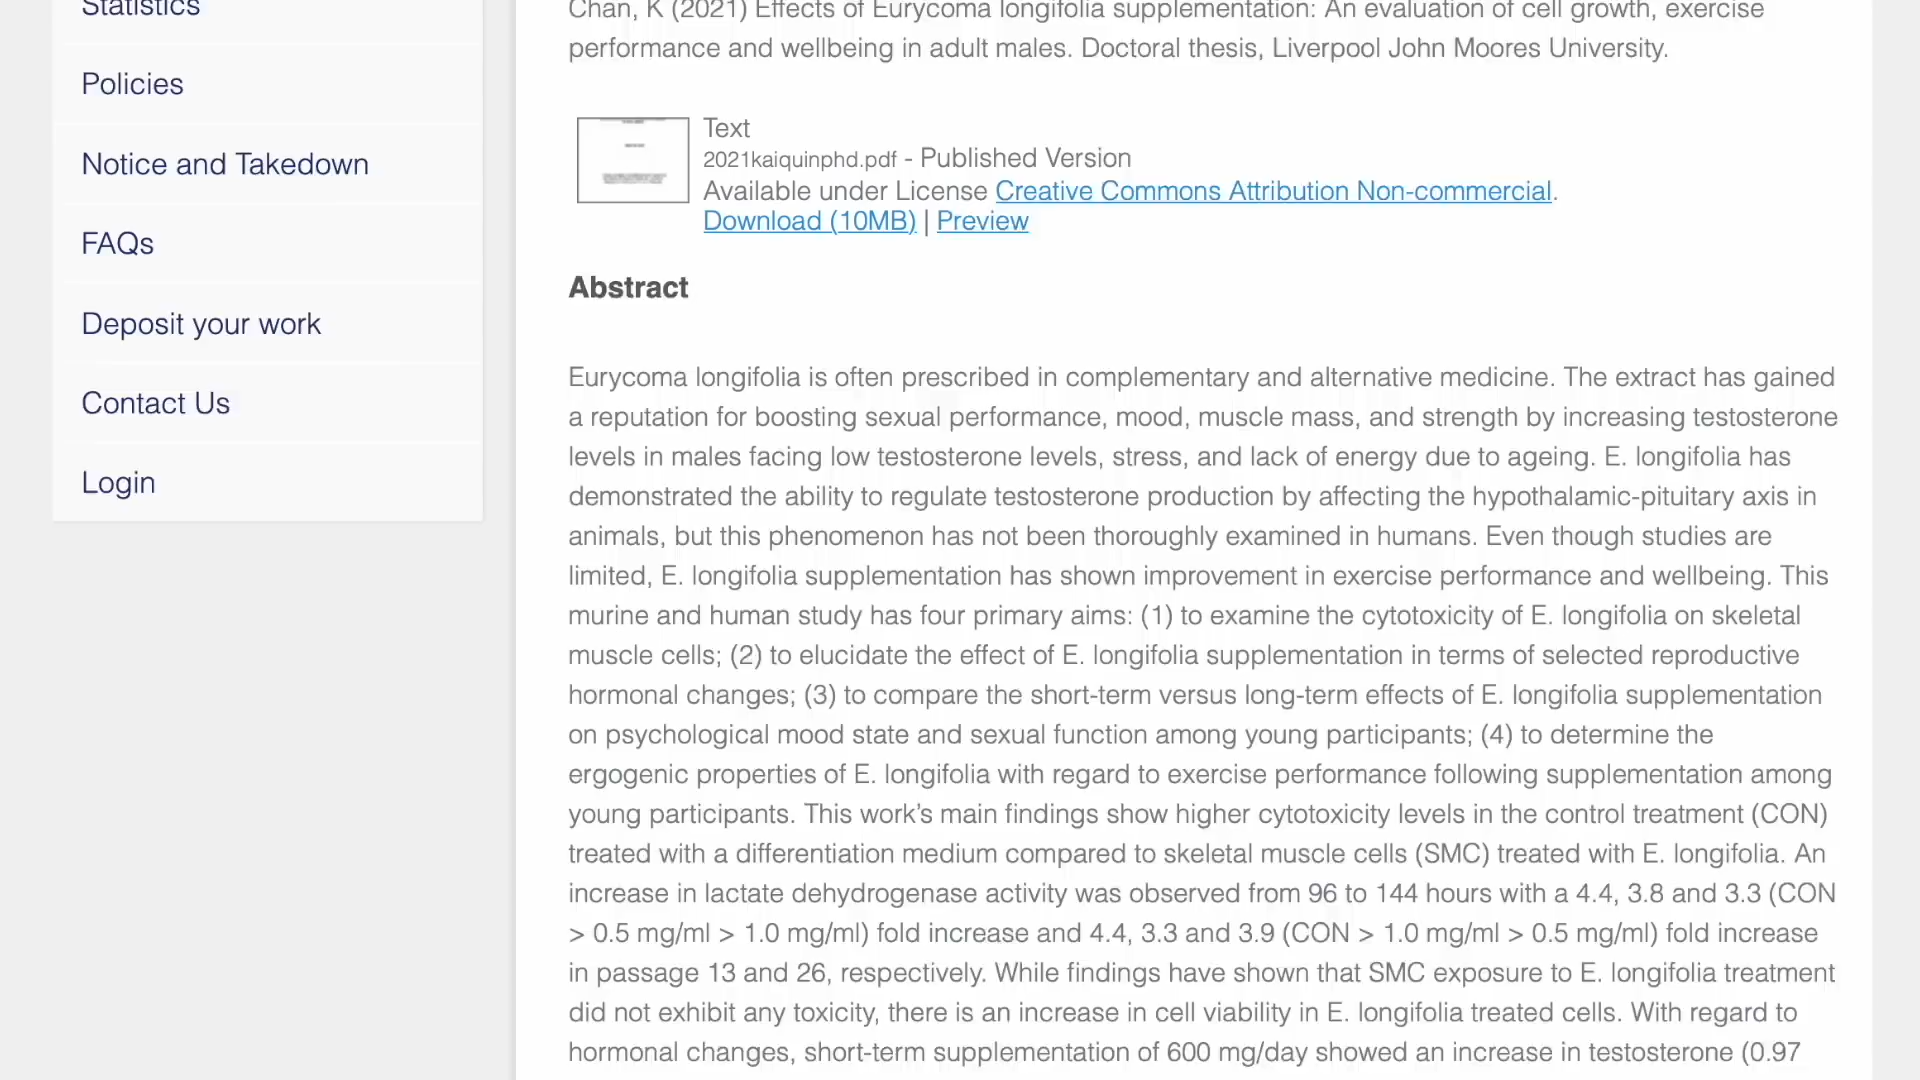 Statistics
Policies
Notice and Takedown
FAQs
Deposit your work
Contact Us
Login
Chan, K (2021) Effects of Eurycoma longifolia supplementation: An evaluation of cell growth, exercise
performance and wellbeing in adult males. Doctoral thesis, Liverpool John Moores University.
Text
2021kaiquinphd.pdf - Published Version
Available under License Creative Commons Attribution Non-commercial.
Download (10MB) | Preview
Abstract
Eurycoma longifolia is often prescribed in complementary and alternative medicine. The extract has gained
a reputation for boosting sexual performance, mood, muscle mass, and strength by increasing testosterone
levels in males facing low testosterone levels, stress, and lack of energy due to ageing. E. longifolia has
demonstrated the ability to regulate testosterone production by affecting the hypothalamic-pituitary axis in
animals, but this phenomenon has not been thoroughly examined in humans. Even though studies are
limited, E. longifolia supplementation has shown improvement in exercise performance and wellbeing. This
murine and human study has four primary aims: (1) to examine the cytotoxicity of E. longifolia on skeletal
muscle cells; (2) to elucidate the effect of E. longifolia supplementation in terms of selected reproductive
hormonal changes; (3) to compare the short-term versus long-term effects of E. longifolia supplementation
on psychological mood state and sexual function among young participants; (4) to determine the
ergogenic properties of E. longifolia with regard to exercise performance following supplementation among
young participants. This work’s main findings show higher cytotoxicity levels in the control treatment (CON)
treated with a differentiation medium compared to skeletal muscle cells (SMC) treated with E. longifolia. An
increase in lactate dehydrogenase activity was observed from 96 to 144 hours with a 4.4, 3.8 and 3.3 (CON
> 0.5 mg/ml > 1.0 mg/ml) fold increase and 4.4, 3.3 and 3.9 (CON > 1.0 mg/ml > 0.5 mg/ml) fold increase
in passage 13 and 26, respectively. While findings have shown that SMC exposure to E. longifolia treatment
did not exhibit any toxicity, there is an increase in cell viability in E. longifolia treated cells. With regard to
hormonal changes, short-term supplementation of 600 mg/day showed an increase in testosterone (0.97